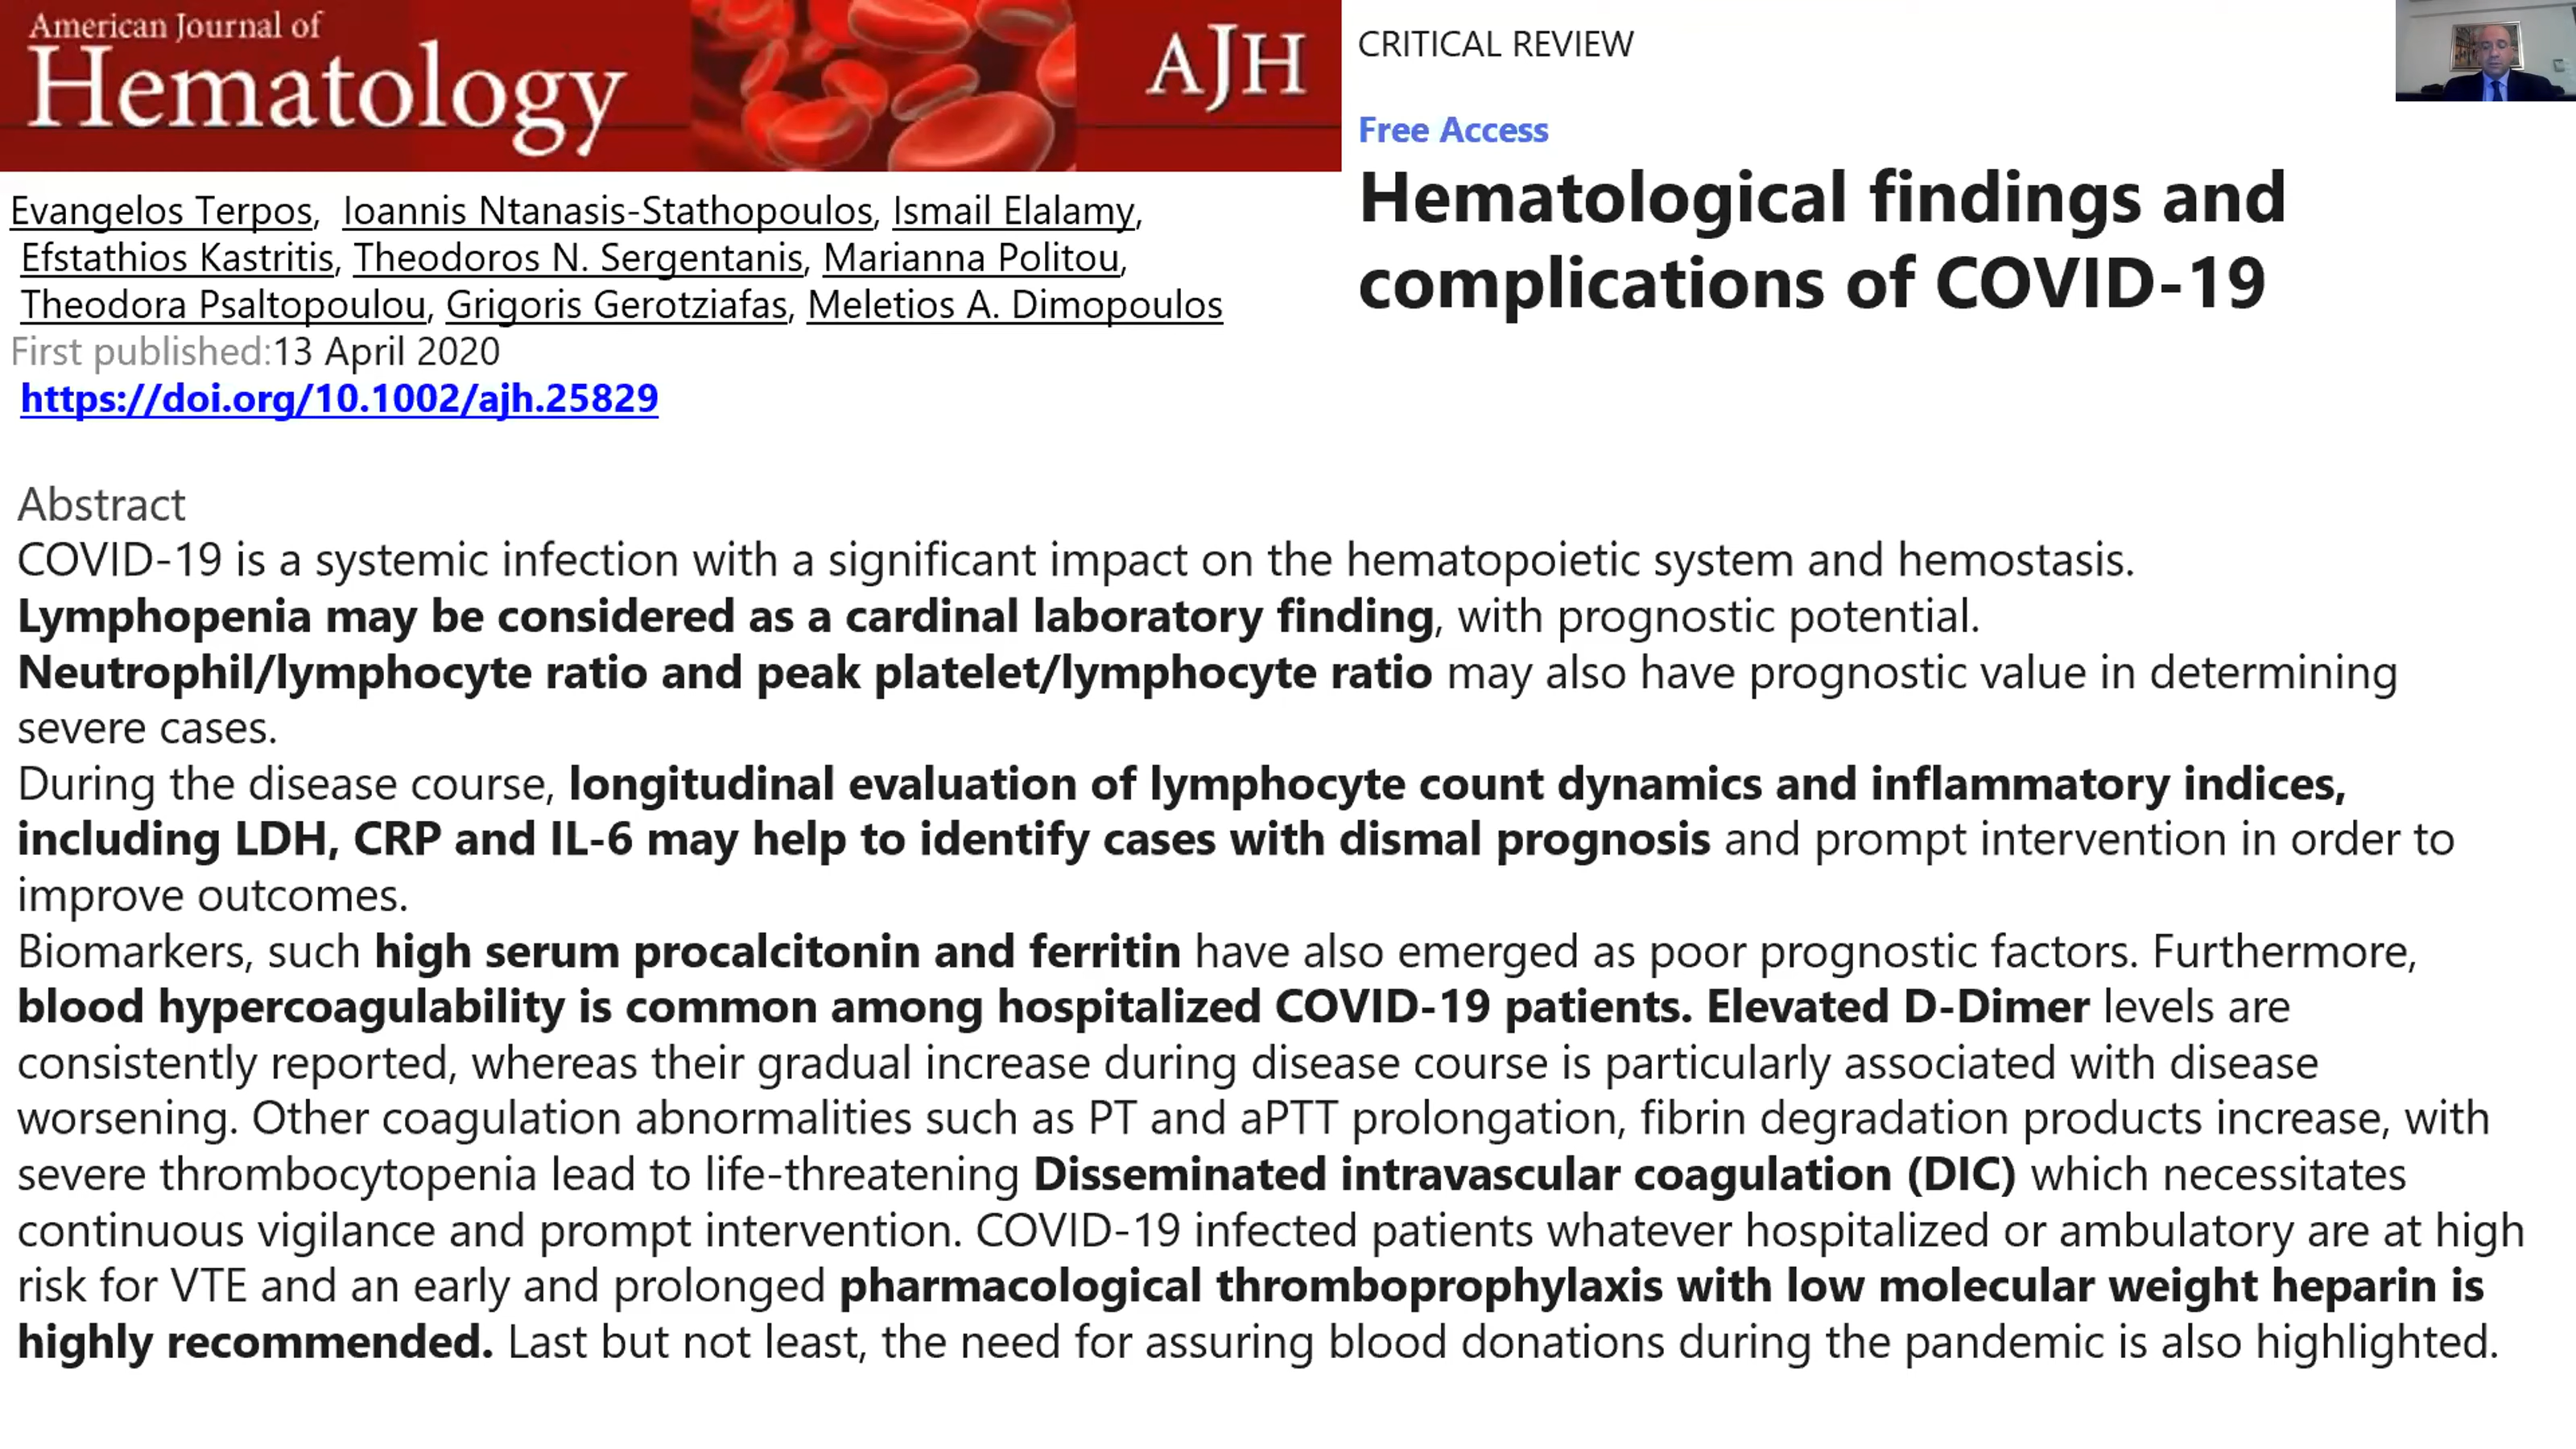 American Journal of
Hematology
AJH
CRITICAL REVIEW
Free Access
Hematological findings and
complications of COVID-19
Evangelos Terpos, Ioannis Ntanasis-Stathopoulos, Ismail Elalamy,
Efstathios Kastritis, Theodoros N. Sergentanis, Marianna Politou,
Theodora Psaltopoulou, Grigoris Gerotziafas, Meletios A. Dimopoulos
First published:13 April 2020
https://doi.org/10.1002/ajh.25829
Abstract
COVID-19 is a systemic infection with a significant impact on the hematopoietic system and hemostasis.
Lymphopenia may be considered as a cardinal laboratory finding, with prognostic potential.
Neutrophil/lymphocyte ratio and peak platelet/lymphocyte ratio may also have prognostic value in determining
severe cases.
During the disease course, longitudinal evaluation of lymphocyte count dynamics and inflammatory indices,
including LDH, CRP and IL-6 may help to identify cases with dismal prognosis and prompt intervention in order to
improve outcomes.
Biomarkers, such high serum procalcitonin and ferritin have also emerged as poor prognostic factors. Furthermore,
blood hypercoagulability is common among hospitalized COVID-19 patients. Elevated D-Dimer levels are
consistently reported, whereas their gradual increase during disease course is particularly associated with disease
worsening. Other coagulation abnormalities such as PT and aPTT prolongation, fibrin degradation products increase, with
severe thrombocytopenia lead to life-threatening Disseminated intravascular coagulation (DIC) which necessitates
continuous vigilance and prompt intervention. COVID-19 infected patients whatever hospitalized or ambulatory are at high
risk for VTE and an early and prolonged pharmacological thromboprophylaxis with low molecular weight heparin is
highly recommended. Last but not least, the need for assuring blood donations during the pandemic is also highlighted.